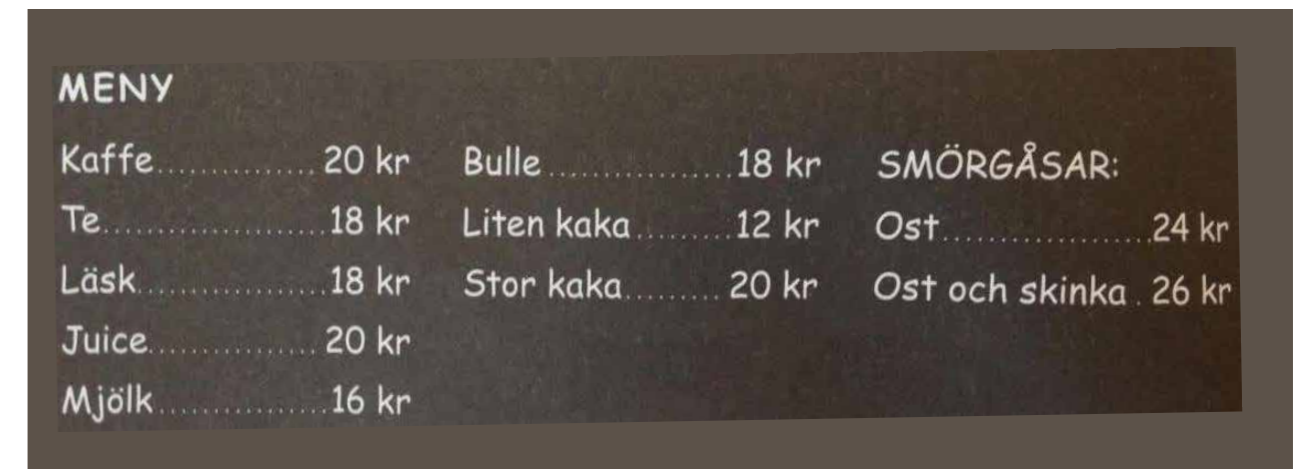 MENY
Kaffe............... 20 kr
Te.....................18 kr
Läsk..................18 kr
Juice................ 20 kr
Mjölk................16 kr
Bulle.................18 kr
Liten kaka.........12 kr
Stor kaka......... 20 kr
SMÖRGÅSAR:
Ost....................24 kr
Ost och skinka . 26 kr